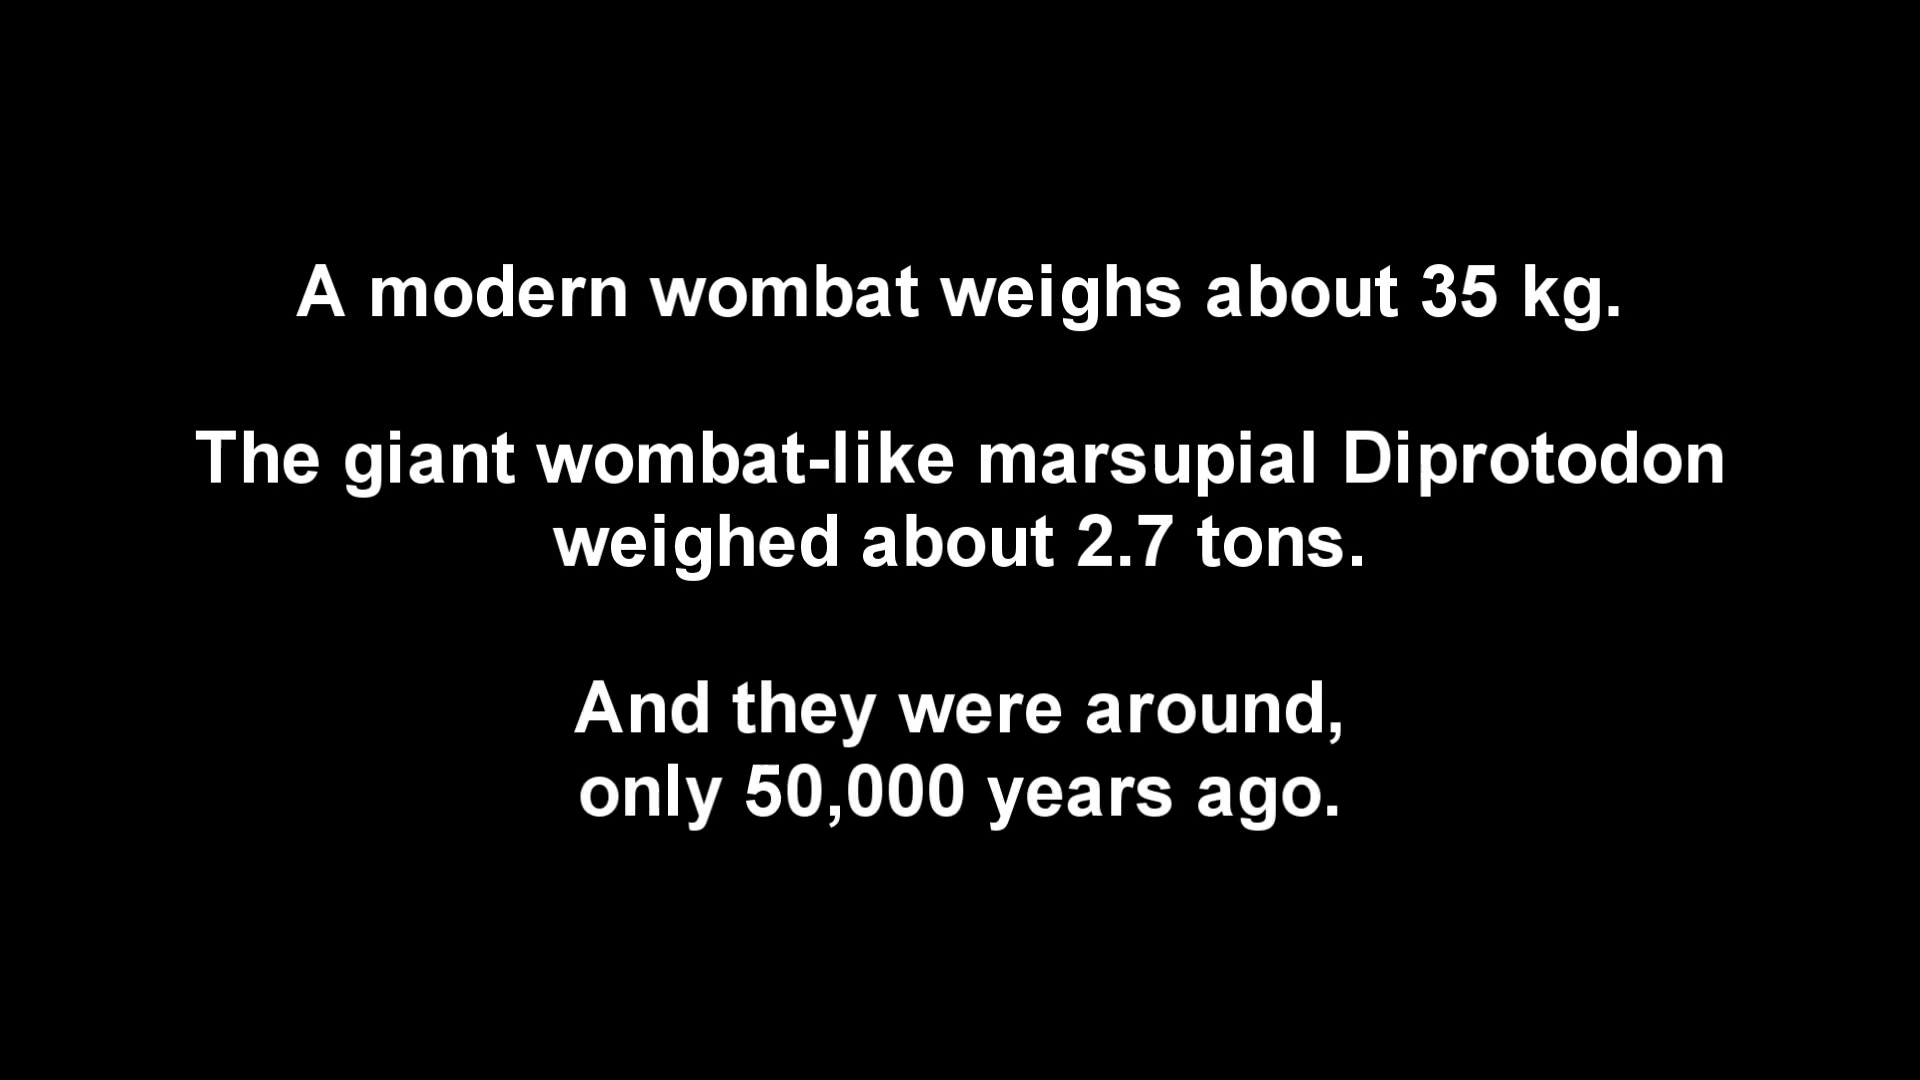 A modern wombat weighs about 35 kg.
The giant wombat-like marsupial Diprotodon
weighed about 2.7 tons.
And they were around,
only 50,000 years ago.